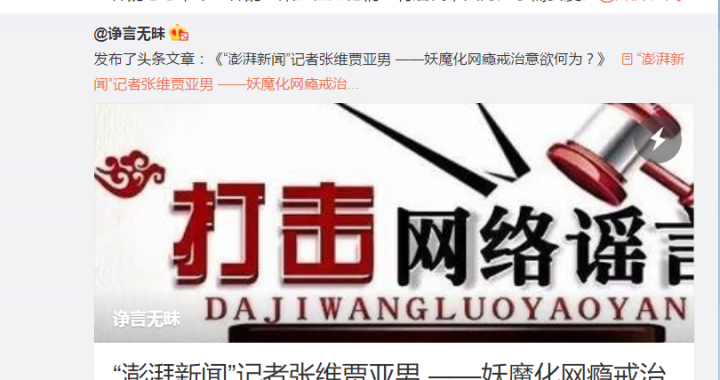 @诤言无昧
发布了头条文章：《“澎湃新闻”记者张维贾亚男 ——妖魔化网瘾戒治意欲何为？》 “澎湃新
闻”记者张维贾亚男 ——妖魔化网瘾戒治...
打击网络谣言
DAJIWANGLUOYAOYAN
诤言无昧
“澎湃新闻”记者张维贾亚男 ——妖魔化网瘾戒治